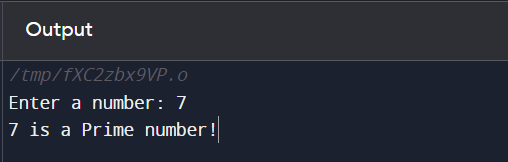 Output
/tmp/fXC2zbx9VP.o
Enter a number: 7
7 is a Prime number!